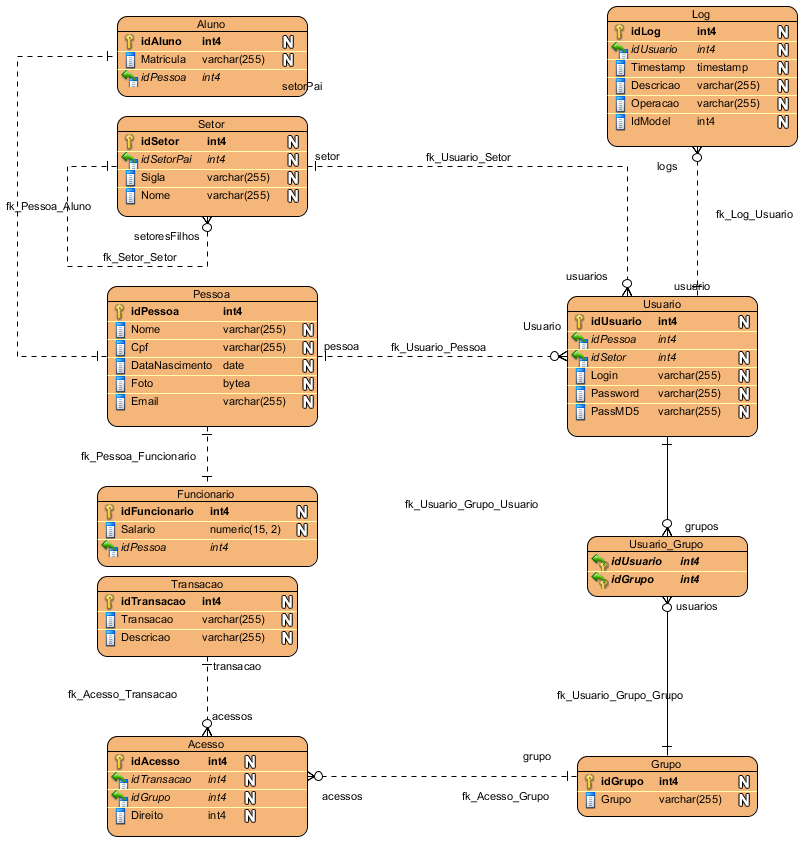 Aluno
idAluno int4 N
Matricula varchar(255) N
idPessoa int4
setorPai
Log
idLog int4 N
idUsuario int4 N
Timestamp timestamp N
Descricao varchar(255) N
Operacao varchar(255) N
IdModel int4 N
Setor
idSetor int4 N
idSetorPai int4 N
Sigla varchar(255) N
Nome varchar(255) N
setor
fk_Usuario_Setor
logs
fk_Pessoa_Aluno
fk_Log_Usuario
setoresFilhos
fk_Setor_Setor
usuarios
usuario
Pessoa
idPessoa int4
Nome varchar(255) N
Cpf varchar(255) N
DataNascimento date N
Foto bytea N
Email varchar(255) N
pessoa
fk_Usuario_Pessoa
Usuario
Usuario
idUsuario int4 N
idPessoa int4
idSetor int4 N
Login varchar(255) N
Password varchar(255) N
PassMD5 varchar(255) N
fk_Pessoa_Funcionario
Funcionario
idFuncionario int4 N
Salario numeric(15, 2) N
idPessoa int4
fk_Usuario_Grupo_Usuario
grupos
Usuario_Grupo
idUsuario int4
idGrupo int4
usuarios
Transacao
idTransacao int4 N
Transacao varchar(255) N
Descricao varchar(255) N
transacao
fk_Acesso_Transacao
acessos
fk_Usuario_Grupo_Grupo
Acesso
idAcesso int4 N
idTransacao int4 N
idGrupo int4 N
Direito int4 N
acessos
grupo
fk_Acesso_Grupo
Grupo
idGrupo int4 N
Grupo varchar(255) N